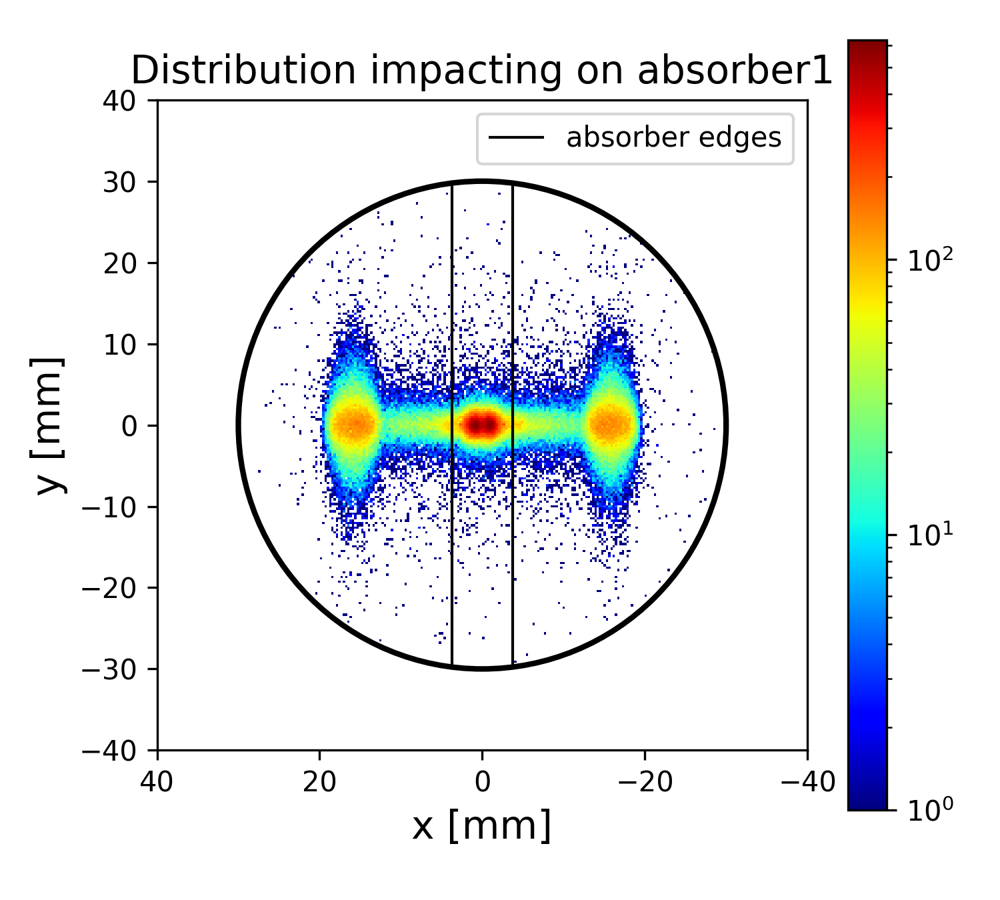 Distribution impacting on absorber1
absorber edges
40
30
20
10
0
−10
−20
−30
−40
y [mm]
40 20 0 −20 −40
x [mm]
10²
10¹
10⁰